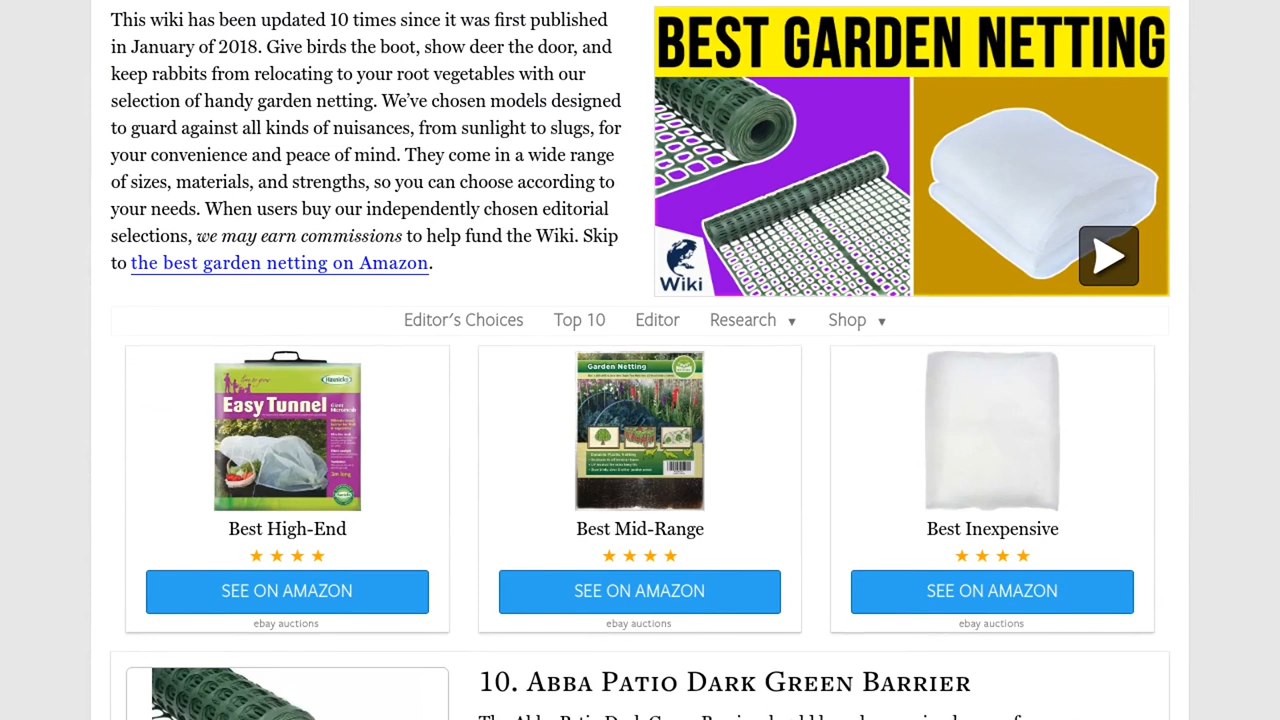 This wiki has been updated 10 times since it was first published
in January of 2018. Give birds the boot, show deer the door, and
keep rabbits from relocating to your root vegetables with our
selection of handy garden netting. We've chosen models designed
to guard against all kinds of nuisances, from sunlight to slugs, for
your convenience and peace of mind. They come in a wide range
of sizes, materials, and strengths, so you can choose according to
your needs. When users buy our independently chosen editorial
selections, we may earn commissions to help fund the Wiki. Skip
to the best garden netting on Amazon.
BEST GARDEN NETTING
Wiki
Editor's Choices Top 10 Editor Research ▼ Shop ▼
Haxnicks
Easy Tunnel
Giant
Micromesh
Best High-End
★ ★ ★ ★
SEE ON AMAZON
ebay auctions
Garden Netting
Durable Plastic Netting
Best Mid-Range
★ ★ ★ ★
SEE ON AMAZON
ebay auctions
Best Inexpensive
★ ★ ★ ★
SEE ON AMAZON
ebay auctions
10. Abba Patio Dark Green Barrier